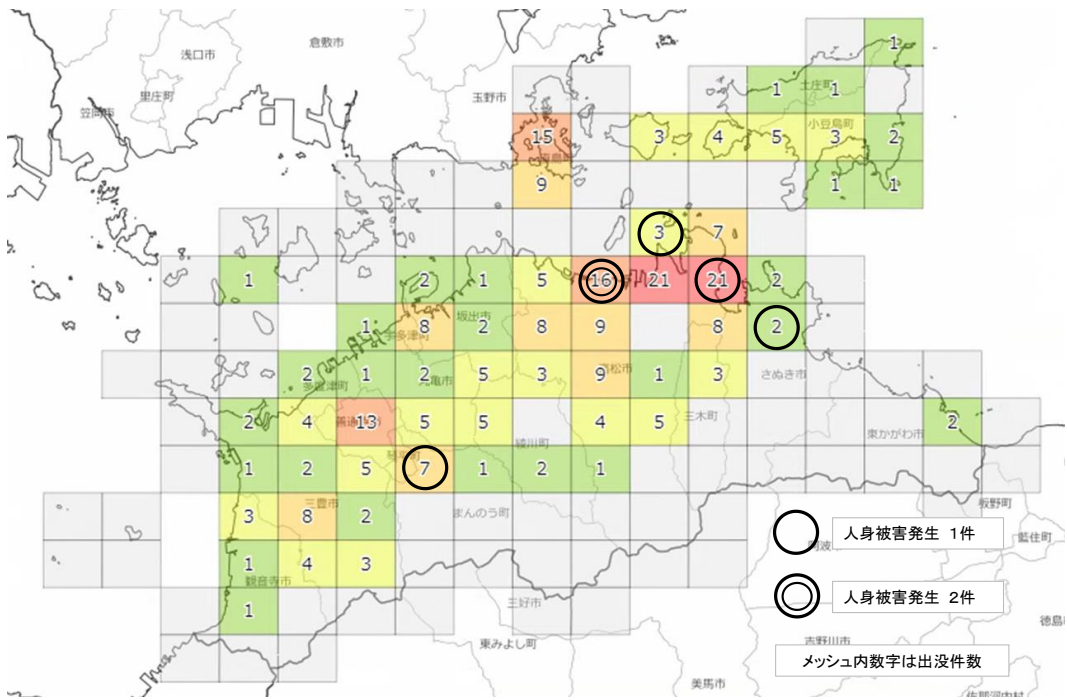 倉敷市
浅口市
里庄町
笠岡市
玉野市
1
1 1
土庄町
15 3 4 5 3 2
小豆島町
9 1 1
3 7
1 2 1 5 16 21 21 2
坂出市
1 8 2 8 9 8 2
宇多津町
2 1 2 5 3 9 1 3
多度津町 丸亀市 高松市 さぬき市
2 4 13 5 5 4 5 2
善通寺市 三木町
綾川町 東かがわ市
琴平町
1 2 5 7 1 2 1
三豊市
3 8 2
まんのう町
板野町
人身被害発生 1件
藍住町
1 4 3
観音寺市
人身被害発生 2件
1
三好市
東みよし町
吉野川市
メッシュ内数字は出没件数
美馬市